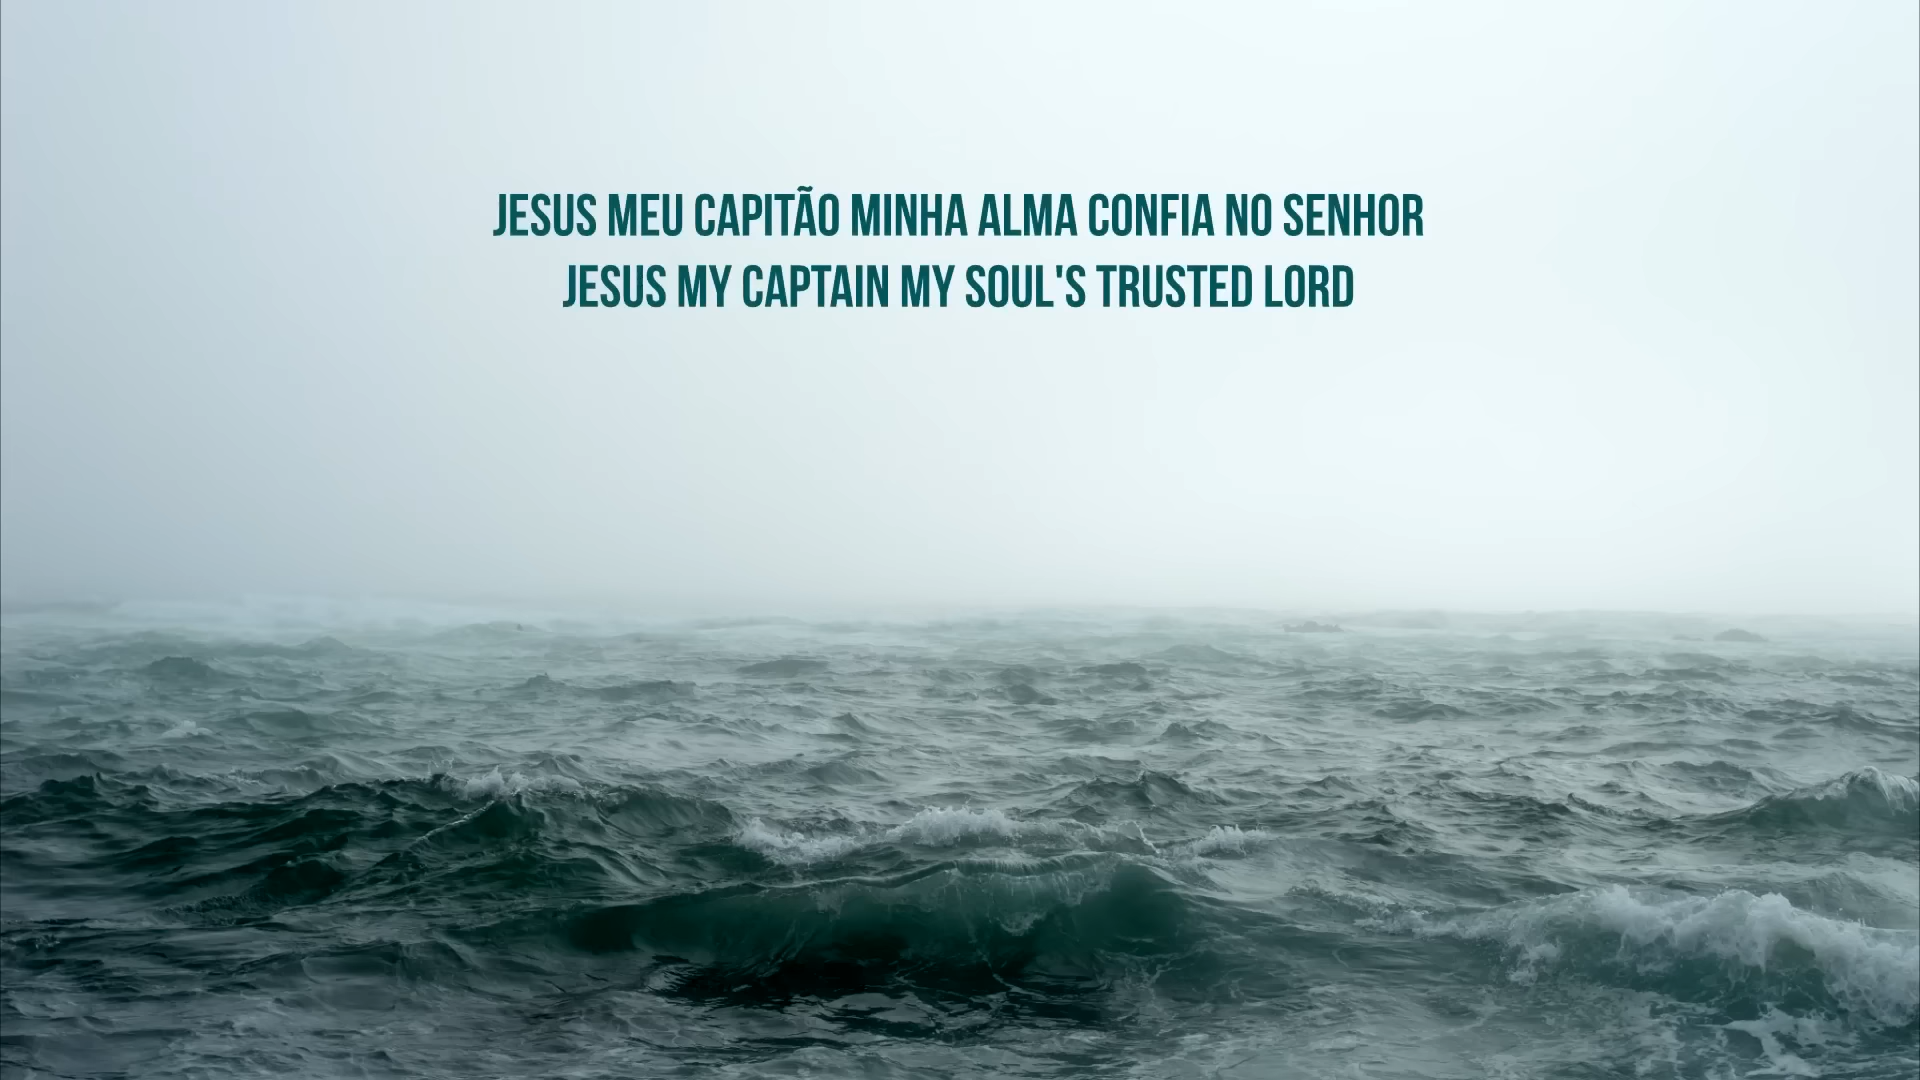 JESUS MEU CAPITÃO MINHA ALMA CONFIA NO SENHOR
JESUS MY CAPTAIN MY SOUL'S TRUSTED LORD